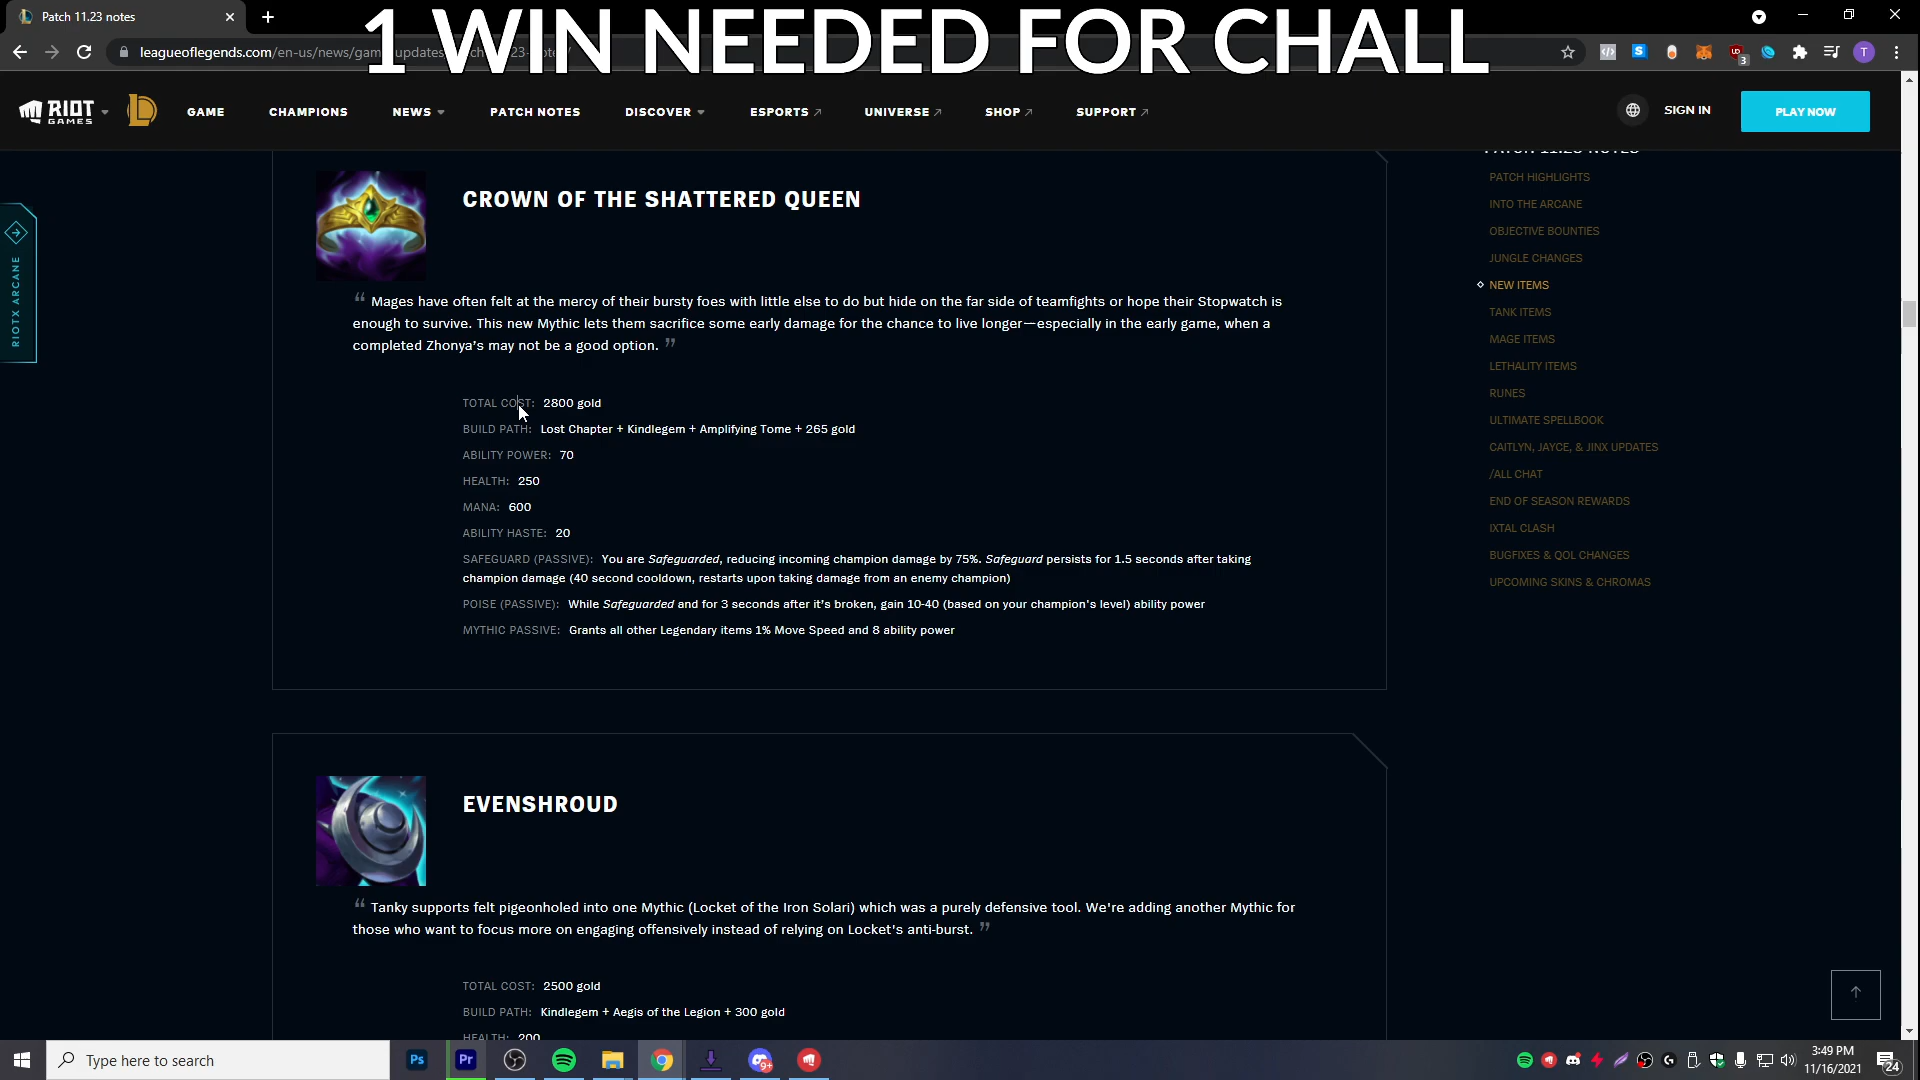 Patch 11.23 notes
1 WIN NEEDED FOR CHALL
leagueoflegends.com/en-us/news/gam
updates
3
T
RIOT
GAMES
GAME
CHAMPIONS
NEWS
PATCH NOTES
DISCOVER
ESPORTS
UNIVERSE
SHOP
SUPPORT
SIGN IN
PLAY NOW
PATCH 11.23 NOTES
PATCH HIGHLIGHTS
INTO THE ARCANE
OBJECTIVE BOUNTIES
JUNGLE CHANGES
NEW ITEMS
TANK ITEMS
MAGE ITEMS
LETHALITY ITEMS
RUNES
ULTIMATE SPELLBOOK
CAITLYN, JAYCE, & JINX UPDATES
/ALL CHAT
END OF SEASON REWARDS
IXTAL CLASH
BUGFIXES & QOL CHANGES
UPCOMING SKINS & CHROMAS
RIOTX ARCANE
CROWN OF THE SHATTERED QUEEN
“ Mages have often felt at the mercy of their bursty foes with little else to do but hide on the far side of teamfights or hope their Stopwatch is
enough to survive. This new Mythic lets them sacrifice some early damage for the chance to live longer—especially in the early game, when a
completed Zhonya's may not be a good option. ”
TOTAL COST: 2800 gold
BUILD PATH: Lost Chapter + Kindlegem + Amplifying Tome + 265 gold
ABILITY POWER: 70
HEALTH: 250
MANA: 600
ABILITY HASTE: 20
SAFEGUARD (PASSIVE): You are Safeguarded, reducing incoming champion damage by 75%. Safeguard persists for 1.5 seconds after taking
champion damage (40 second cooldown, restarts upon taking damage from an enemy champion)
POISE (PASSIVE): While Safeguarded and for 3 seconds after it's broken, gain 10-40 (based on your champion's level) ability power
MYTHIC PASSIVE: Grants all other Legendary items 1% Move Speed and 8 ability power
EVENSHROUD
“ Tanky supports felt pigeonholed into one Mythic (Locket of the Iron Solari) which was a purely defensive tool. We're adding another Mythic for
those who want to focus more on engaging offensively instead of relying on Locket's anti-burst. ”
TOTAL COST: 2500 gold
BUILD PATH: Kindlegem + Aegis of the Legion + 300 gold
HEALTH: 200
Type here to search
Ps
Pr
9+
3:49 PM
11/16/2021
24